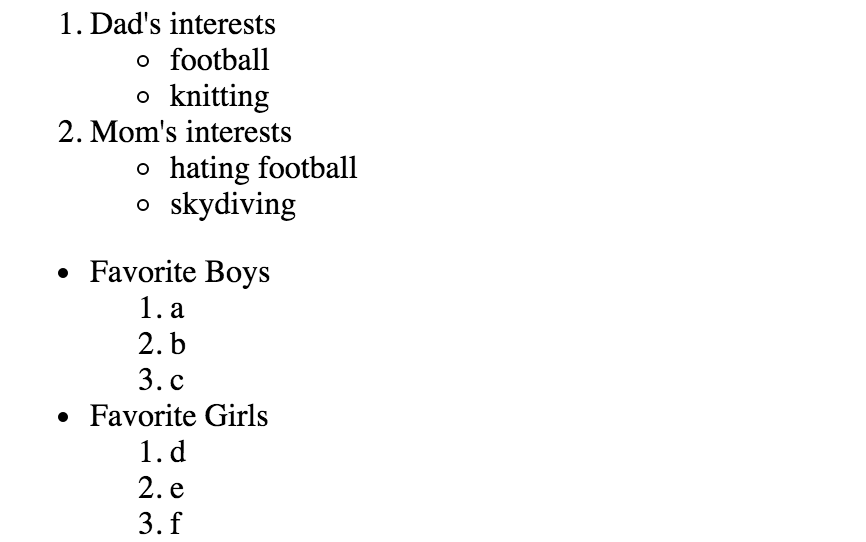 1. Dad's interests
◦ football
◦ knitting
2. Mom's interests
◦ hating football
◦ skydiving
• Favorite Boys
1. a
2. b
3. c
• Favorite Girls
1. d
2. e
3. f